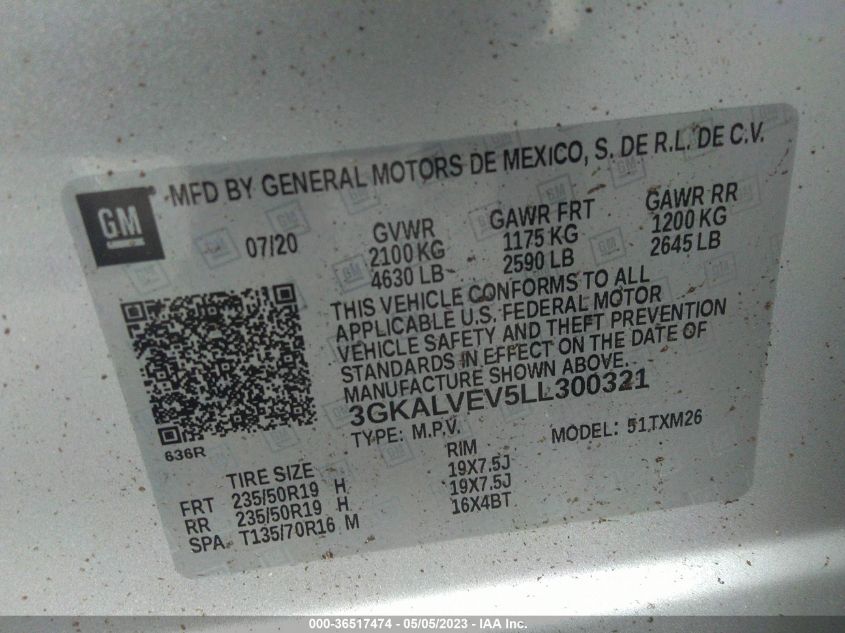 MFD BY GENERAL MOTORS DE MEXICO, S. DE R.L. DE C.V.
GM
07/20
GVWR
2100 KG
4630 LB
GAWR FRT
1175 KG
2590 LB
GAWR RR
1200 KG
2645 LB
THIS VEHICLE CONFORMS TO ALL
APPLICABLE U.S. FEDERAL MOTOR
VEHICLE SAFETY AND THEFT PREVENTION
STANDARDS IN EFFECT ON THE DATE OF
MANUFACTURE SHOWN ABOVE.
3GKALVEV5LL300321
TYPE: M.P.V. MODEL: 51TXM26
636R
TIRE SIZE RIM
FRT 235/50R19 H 19X7.5J
RR 235/50R19 H 19X7.5J
SPA T135/70R16 M 16X4BT
000-36517474 - 05/05/2023 - IAA Inc.